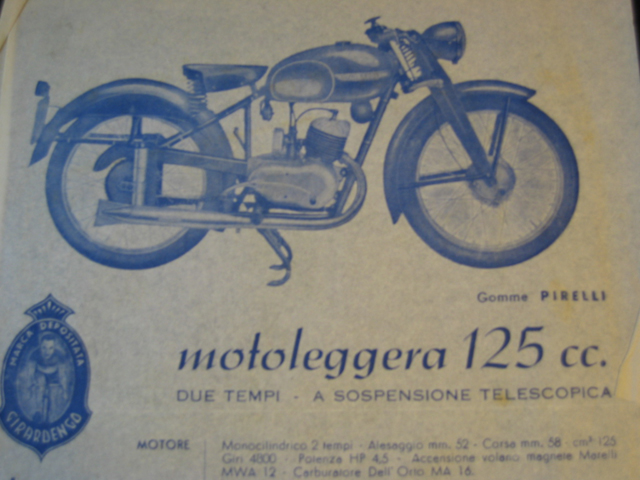 Gomme PIRELLI
motoleggera 125 cc.
DUE TEMPI - A SOSPENSIONE TELESCOPICA
MARCA DEPOSITATA
GIRARDENGO
MOTORE
Monocilindrico 2 tempi - Alesaggio mm. 52 - Corsa mm. 58 - cm³ 125
Giri 4800 - Potenza HP 4,5 - Accensione volano magnete Marelli
MWA 12 - Carburatore Dell'Orto MA 16.